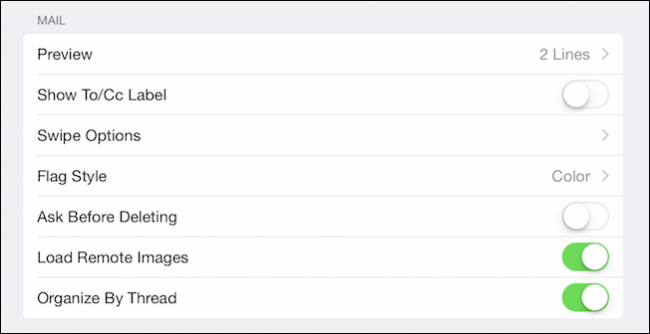 MAIL
Preview 2 Lines
Show To/Cc Label
Swipe Options
Flag Style Color
Ask Before Deleting
Load Remote Images
Organize By Thread